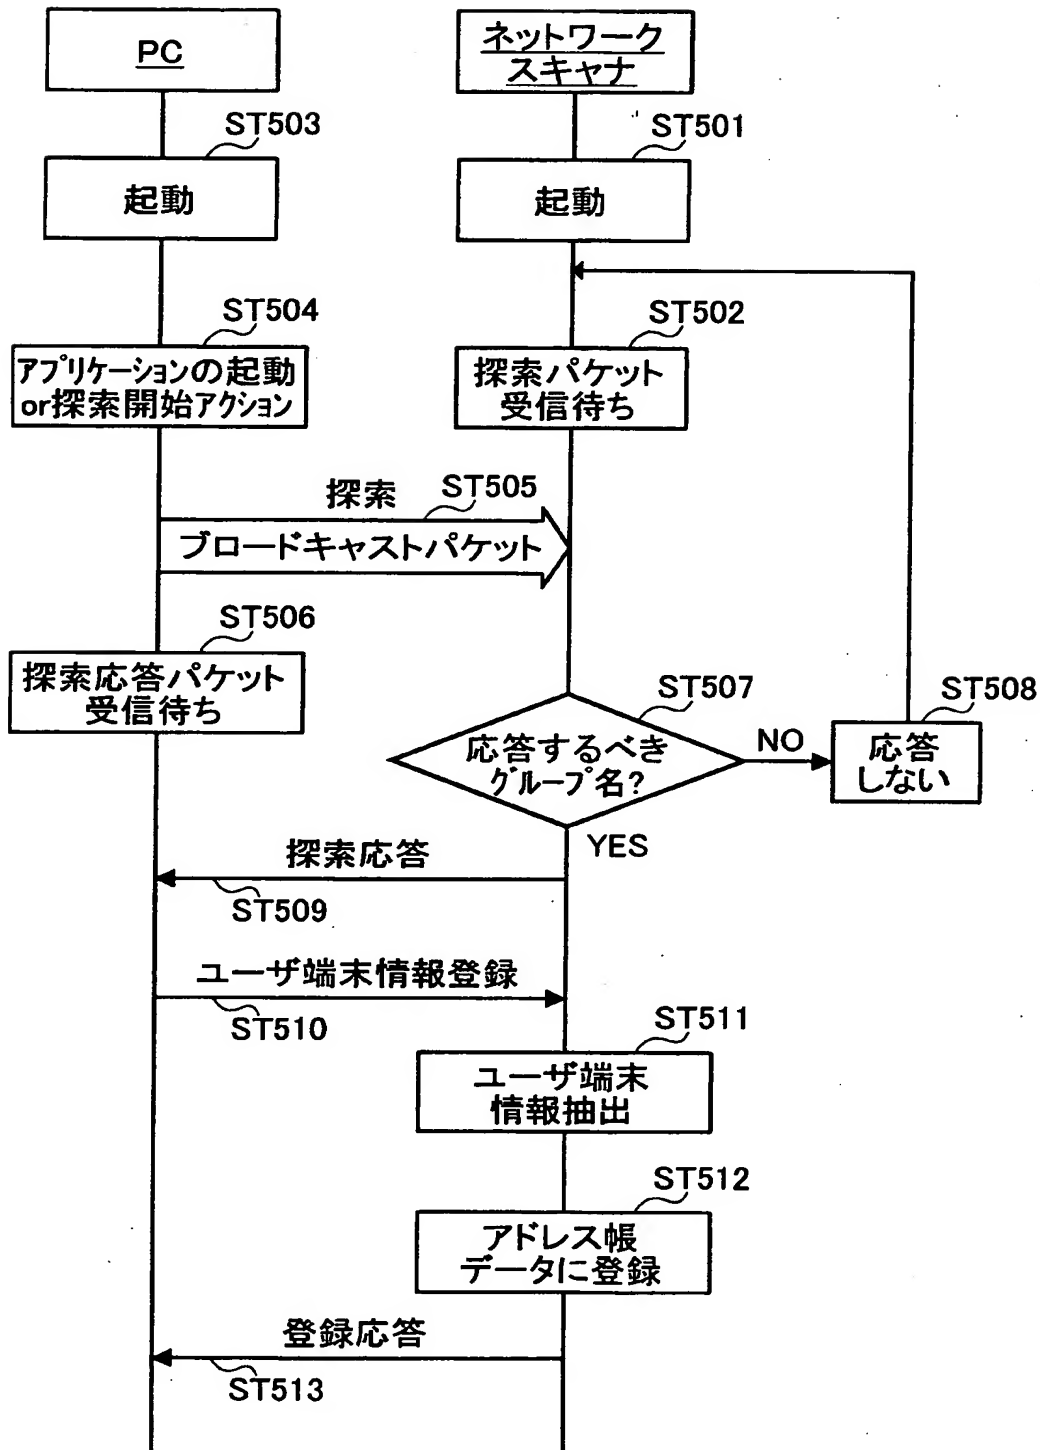 PC
ネットワーク
スキャナ
ST503
起動
ST501
起動
ST504
アプリケーションの起動
or探索開始アクション
ST502
探索パケット
受信待ち
探索
ST505
ブロードキャストパケット
ST506
探索応答パケット
受信待ち
ST507
応答するべき
グループ名?
NO
ST508
応答
しない
YES
探索応答
ST509
ユーザ端末情報登録
ST510
ST511
ユーザ端末
情報抽出
ST512
アドレス帳
データに登録
登録応答
ST513